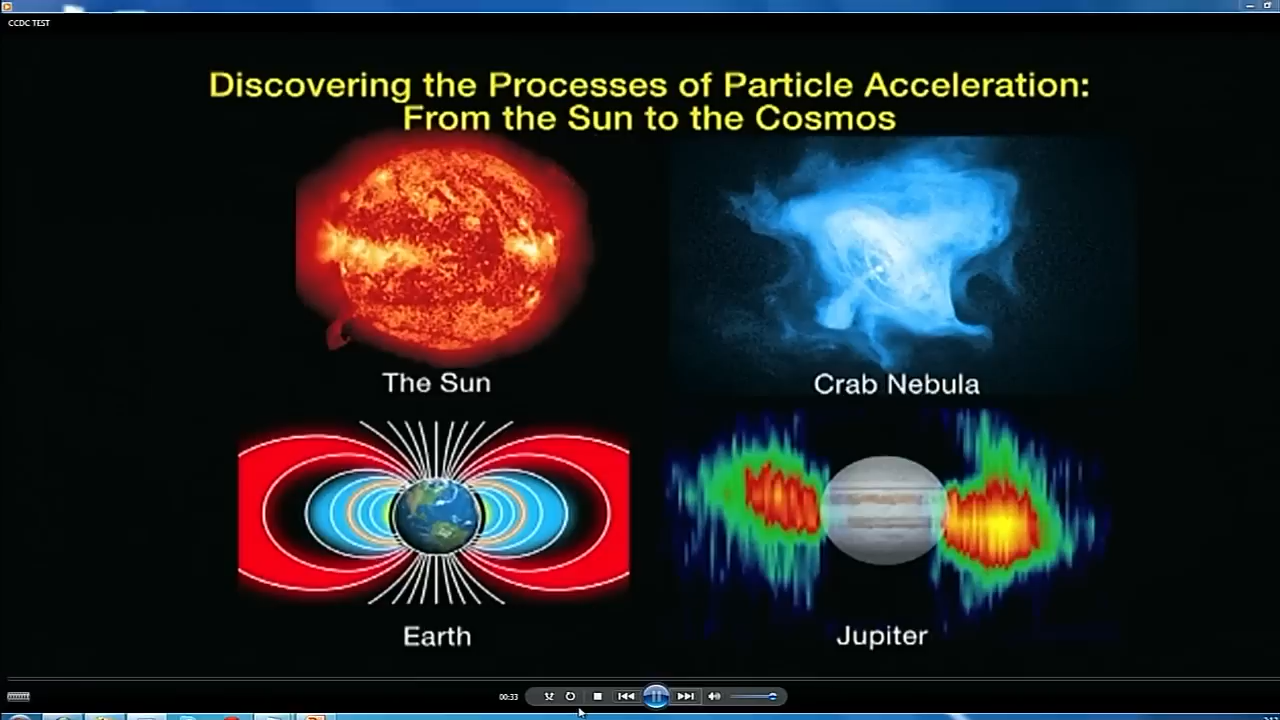 CCDC TEST
Discovering the Processes of Particle Acceleration:
From the Sun to the Cosmos
The Sun
Crab Nebula
Earth
Jupiter
00:33